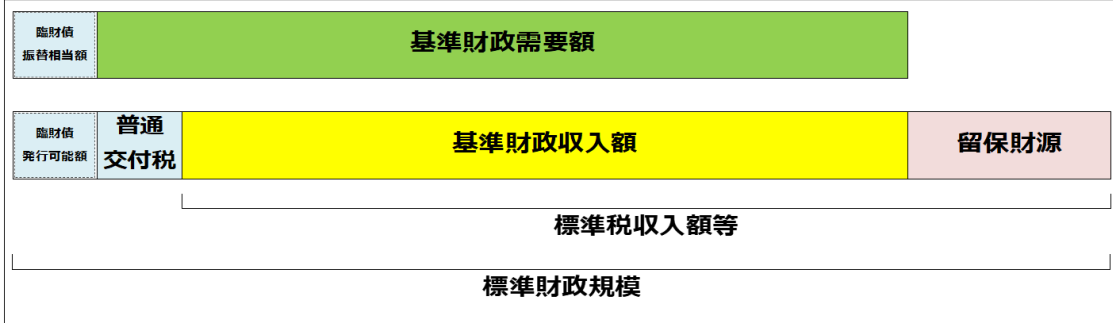 臨財債
振替相当額
基準財政需要額
臨財債
発行可能額
普通
交付税
基準財政収入額
留保財源
標準税収入額等
標準財政規模